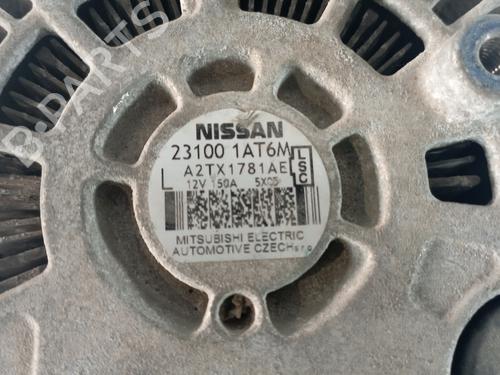 NISSAN
23100 1AT6M
L A2TX1781AE
12V 150A 5X05
LSC
MITSUBISHI ELECTRIC
AUTOMOTIVE CZECH s.r.o
B-PARTS